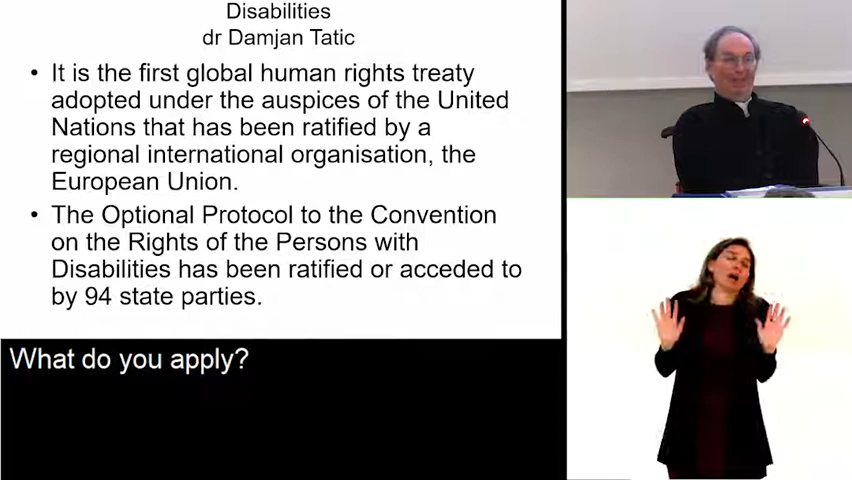 Disabilities
dr Damjan Tatic
• It is the first global human rights treaty
adopted under the auspices of the United
Nations that has been ratified by a
regional international organisation, the
European Union.
• The Optional Protocol to the Convention
on the Rights of the Persons with
Disabilities has been ratified or acceded to
by 94 state parties.
What do you apply?